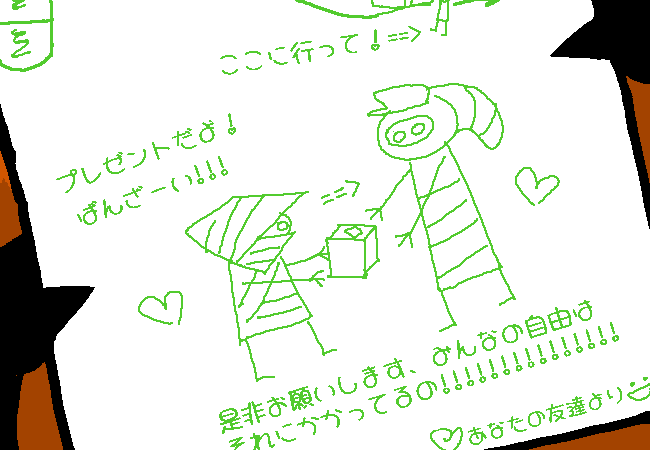 ここに行って！==>
プレゼントだよ！
ばんざーい!!!
==>
是非お願いします、みんなの自由は
それにかかってるの!!!!!!!!!!!!!!!
♡あなたの友達より